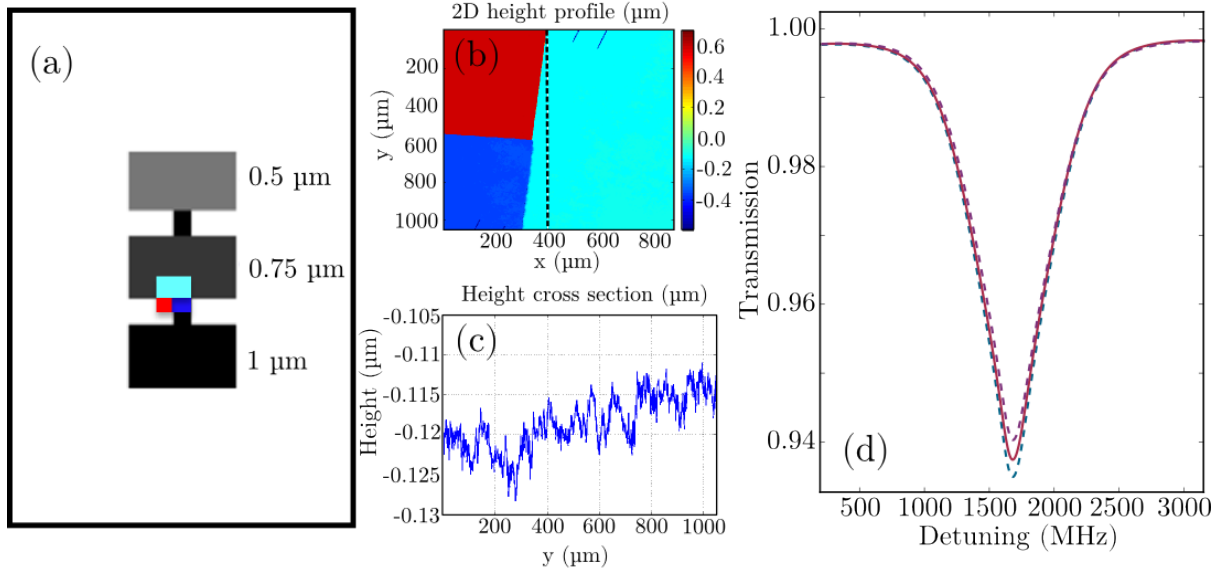 (a)
0.5 µm
0.75 µm
1 µm
2D height profile (µm)
(b)
y (µm)
200
400
600
800
1000
200 400 600 800
x (µm)
0.6
0.4
0.2
0.0
-0.2
-0.4
Height cross section (µm)
(c)
Height (µm)
-0.105
-0.11
-0.115
-0.12
-0.125
-0.13
200 400 600 800 1000
y (µm)
(d)
Transmission
1.00
0.98
0.96
0.94
500 1000 1500 2000 2500 3000
Detuning (MHz)